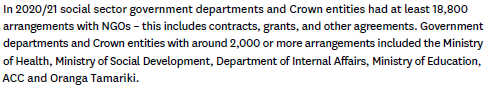 In 2020/21 social sector government departments and Crown entities had at least 18,800
arrangements with NGOs – this includes contracts, grants, and other agreements. Government
departments and Crown entities with around 2,000 or more arrangements included the Ministry
of Health, Ministry of Social Development, Department of Internal Affairs, Ministry of Education,
ACC and Oranga Tamariki.